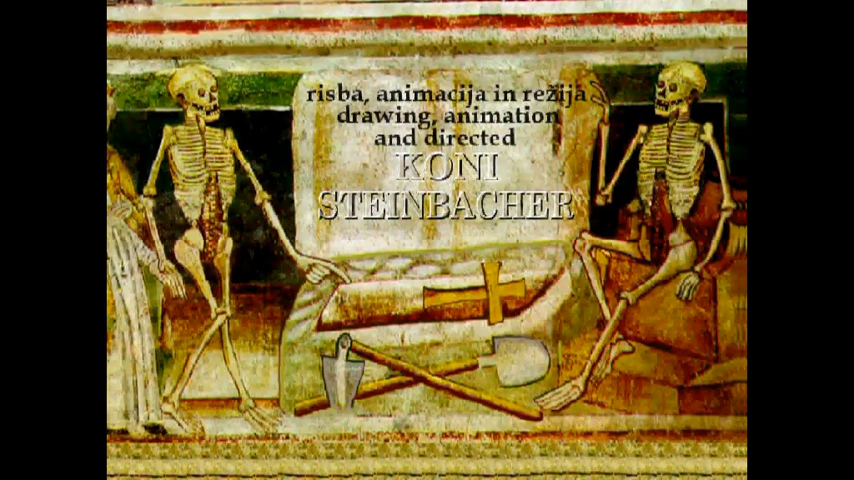 risba, animacija in režija
drawing, animation
and directed
KONI
STEINBACHER